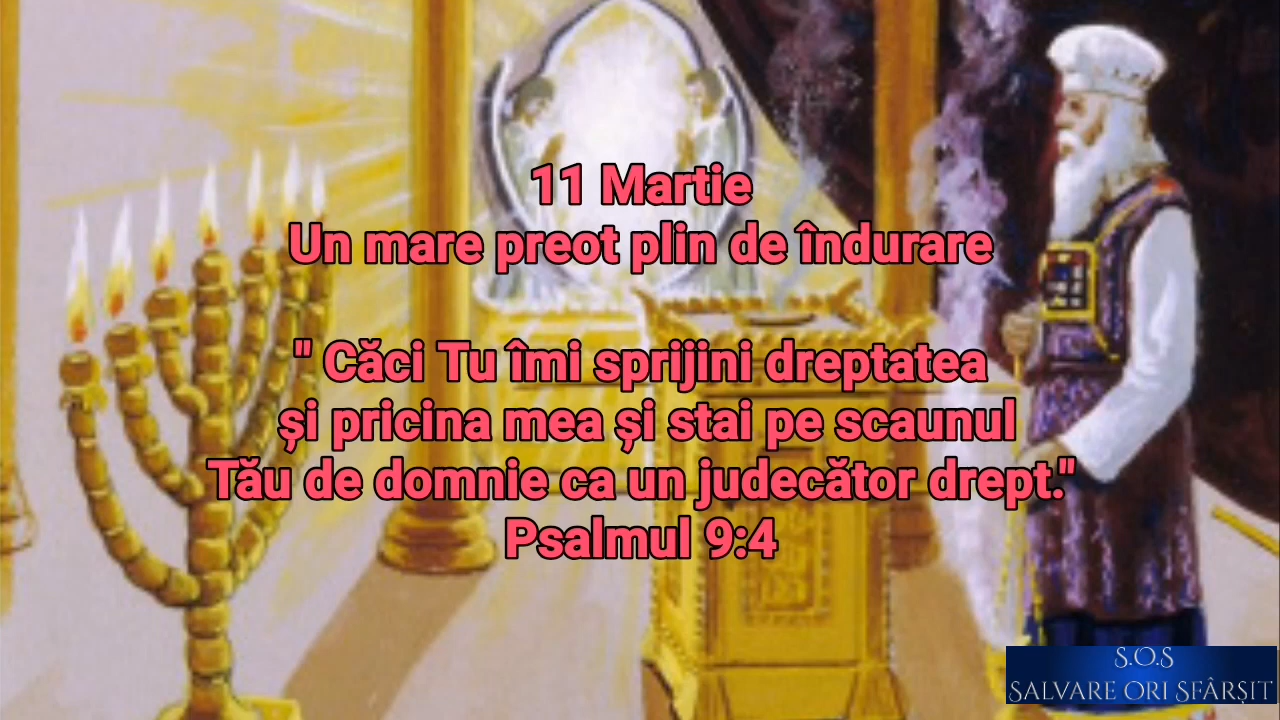 11 Martie
Un mare preot plin de îndurare
" Căci Tu îmi sprijini dreptatea
și pricina mea și stai pe scaunul
Tău de domnie ca un judecător drept."
Psalmul 9:4
S.O.S
SALVARE ORI SFÂRȘIT